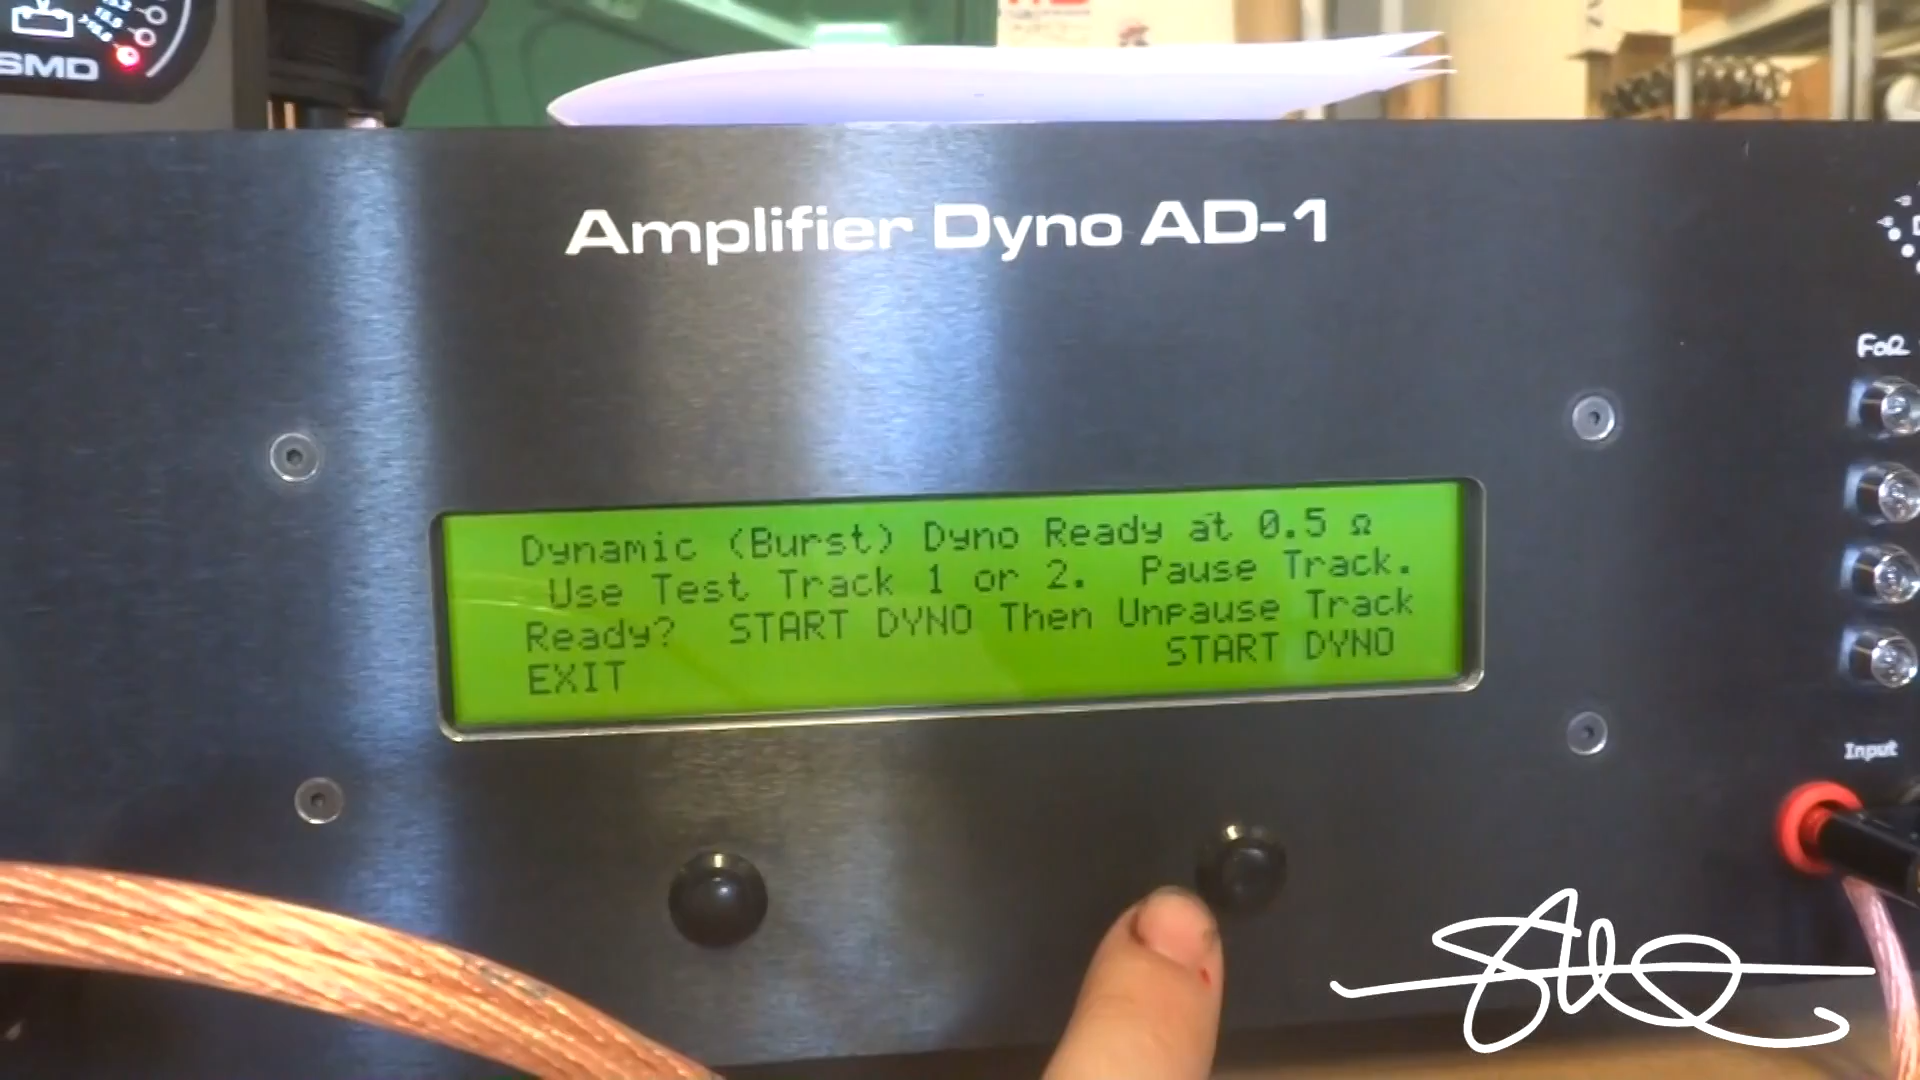 SMD
Amplifier Dyno AD-1
FOR
Dynamic (Burst) Dyno Ready at 0.5 Ω
Use Test Track 1 or 2. Pause Track.
Ready? START DYNO Then Unpause Track
EXIT START DYNO
Input